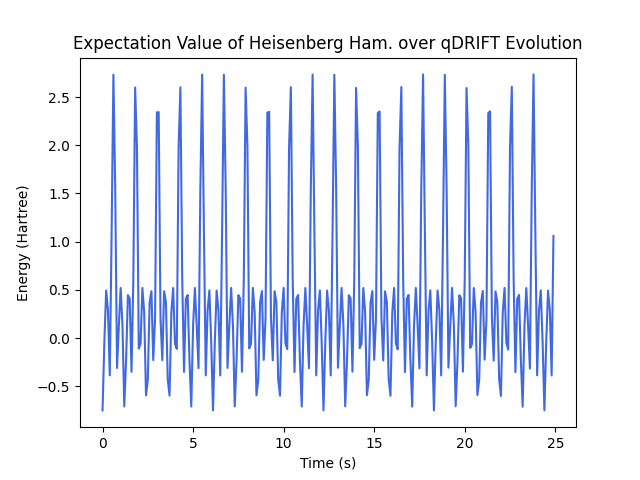 Expectation Value of Heisenberg Ham. over qDRIFT Evolution
Energy (Hartree)
2.5
2.0
1.5
1.0
0.5
0.0
−0.5
0 5 10 15 20 25
Time (s)